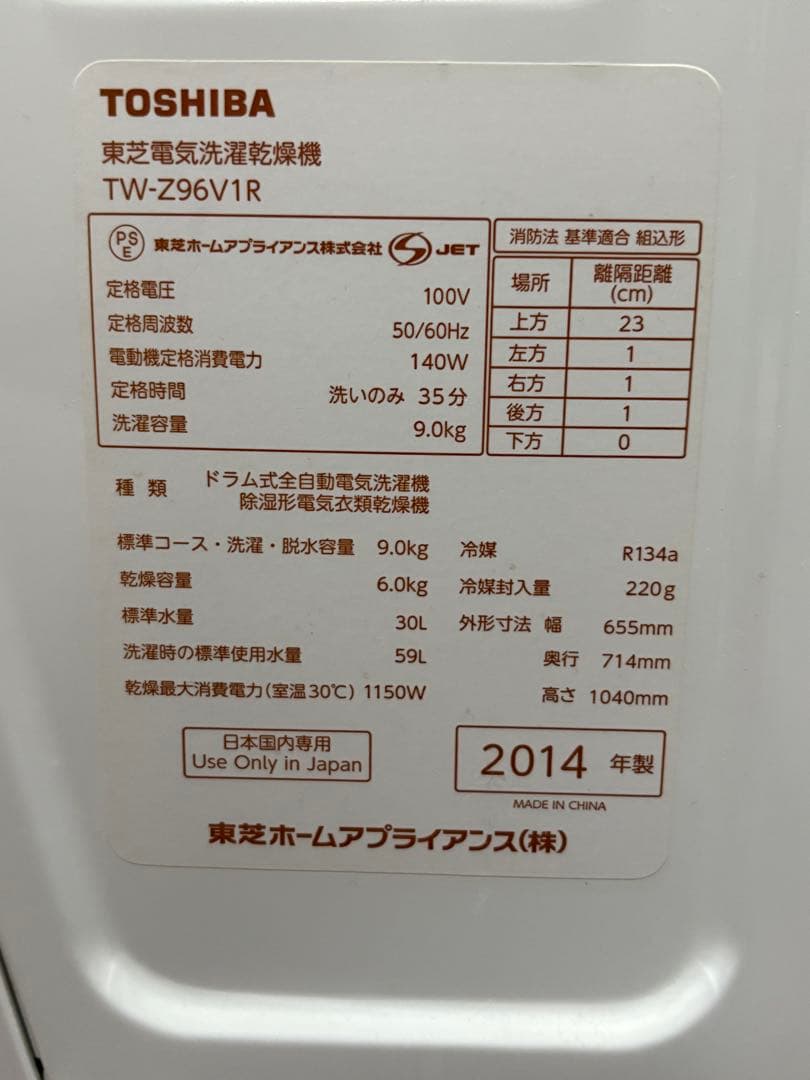 TOSHIBA
東芝電気洗濯乾燥機
TW-Z96V1R
PS E 東芝ホームアプライアンス株式会社 JET
定格電圧 100V
定格周波数 50/60Hz
電動機定格消費電力 140W
定格時間 洗いのみ 35分
洗濯容量 9.0kg
消防法 基準適合 組込形
場所 離隔距離(cm)
上方 23
左方 1
右方 1
後方 1
下方 0
種類 ドラム式全自動電気洗濯機
除湿形電気衣類乾燥機
標準コース・洗濯・脱水容量 9.0kg
乾燥容量 6.0kg
標準水量 30L
洗濯時の標準使用水量 59L
乾燥最大消費電力(室温30℃) 1150W
冷媒 R134a
冷媒封入量 220g
外形寸法 幅 655mm
奥行 714mm
高さ 1040mm
日本国内専用
Use Only in Japan
2014 年製
MADE IN CHINA
東芝ホームアプライアンス(株)